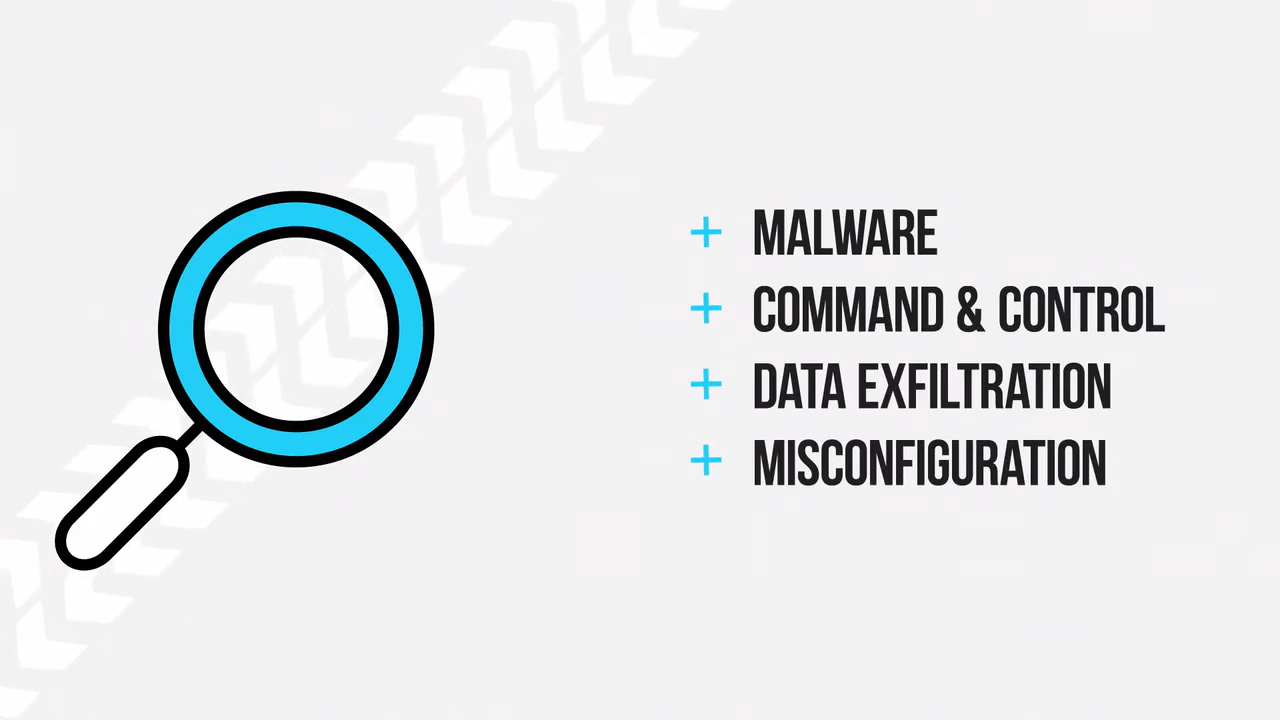 + MALWARE
+ COMMAND & CONTROL
+ DATA EXFILTRATION
+ MISCONFIGURATION